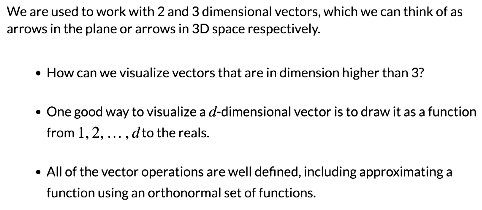 We are used to work with 2 and 3 dimensional vectors, which we can think of as
arrows in the plane or arrows in 3D space respectively.
• How can we visualize vectors that are in dimension higher than 3?
• One good way to visualize a d-dimensional vector is to draw it as a function
from 1, 2, … , d to the reals.
• All of the vector operations are well defined, including approximating a
function using an orthonormal set of functions.